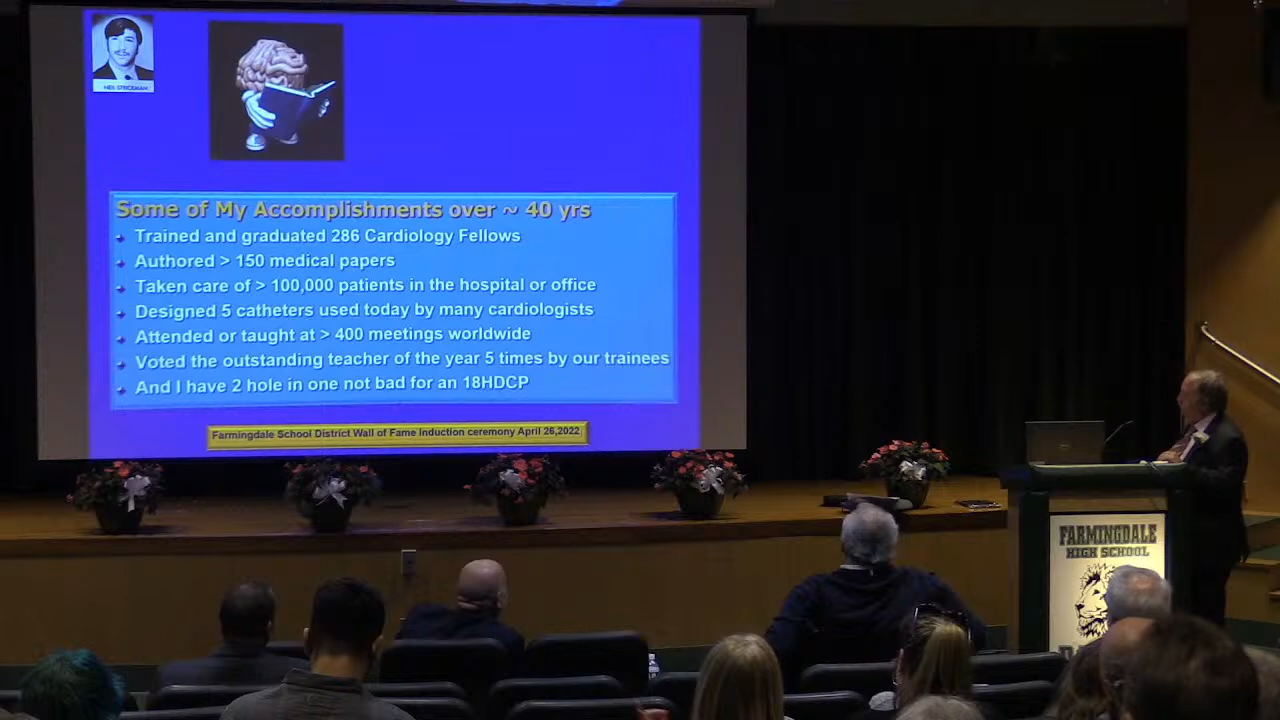 NEIL STRICKMAN
Some of My Accomplishments over ~ 40 yrs
Trained and graduated 286 Cardiology Fellows
Authored > 150 medical papers
Taken care of > 100,000 patients in the hospital or office
Designed 5 catheters used today by many cardiologists
Attended or taught at > 400 meetings worldwide
Voted the outstanding teacher of the year 5 times by our trainees
And I have 2 hole in one not bad for an 18HDCP
Farmingdale School District Wall of Fame Induction ceremony April 26,2022
FARMINGDALE
HIGH SCHOOL